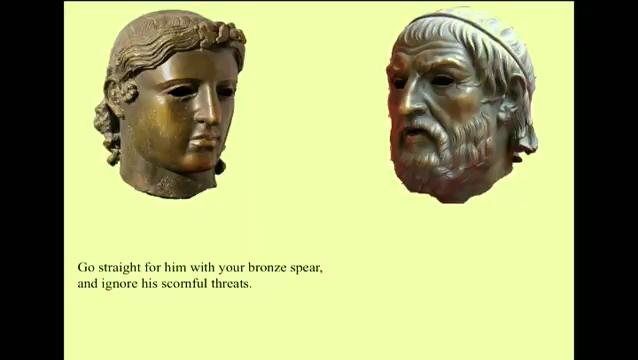 Go straight for him with your bronze spear,
and ignore his scornful threats.